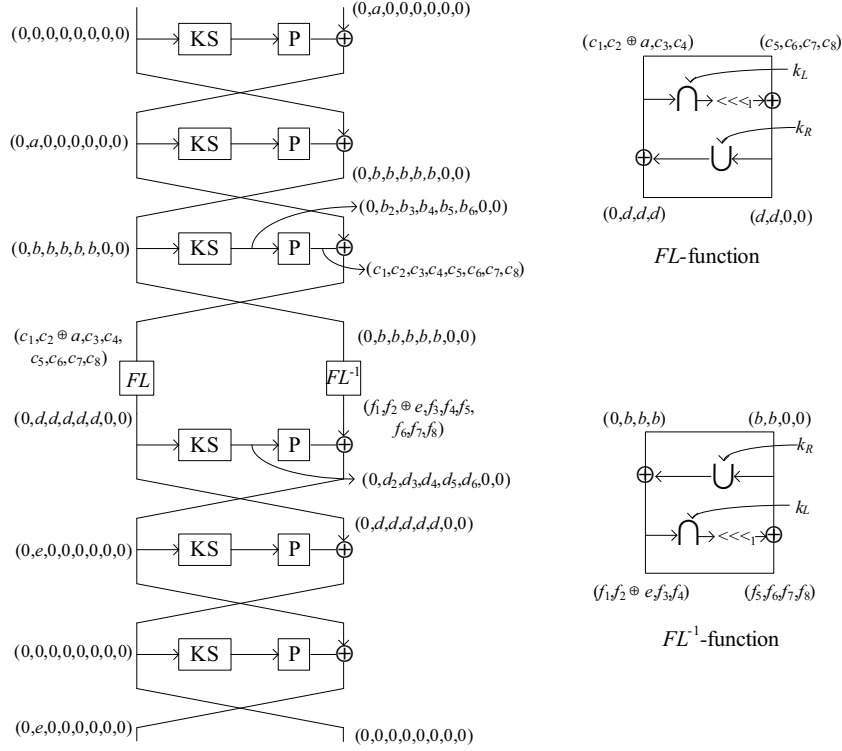 (0,a,0,0,0,0,0,0)
(0,0,0,0,0,0,0,0)
KS
P
(0,a,0,0,0,0,0,0)
KS
P
(0,b,b,b,b,b,0,0)
(0,b₂,b₃,b₄,b₅,b₆,0,0)
(0,b,b,b,b,b,0,0)
KS
P
(c₁,c₂,c₃,c₄,c₅,c₆,c₇,c₈)
(c₁,c₂⊕a,c₃,c₄,
c₅,c₆,c₇,c₈)
(0,b,b,b,b,b,0,0)
FL
FL⁻¹
(0,d,d,d,d,d,0,0)
(f₁,f₂⊕e,f₃,f₄,f₅,
f₆,f₇,f₈)
KS
P
(0,d₂,d₃,d₄,d₅,d₆,0,0)
(0,d,d,d,d,d,0,0)
(0,e,0,0,0,0,0,0)
KS
P
(0,0,0,0,0,0,0,0)
KS
P
(0,e,0,0,0,0,0,0)
(0,0,0,0,0,0,0,0)
(c₁,c₂⊕a,c₃,c₄)
(c₅,c₆,c₇,c₈)
k_L
∩
<<<₁
k_R
∪
(0,d,d,d)
(d,d,0,0)
FL-function
(0,b,b,b)
(b,b,0,0)
k_R
∪
k_L
∩
<<<₁
(f₁,f₂⊕e,f₃,f₄)
(f₅,f₆,f₇,f₈)
FL⁻¹-function